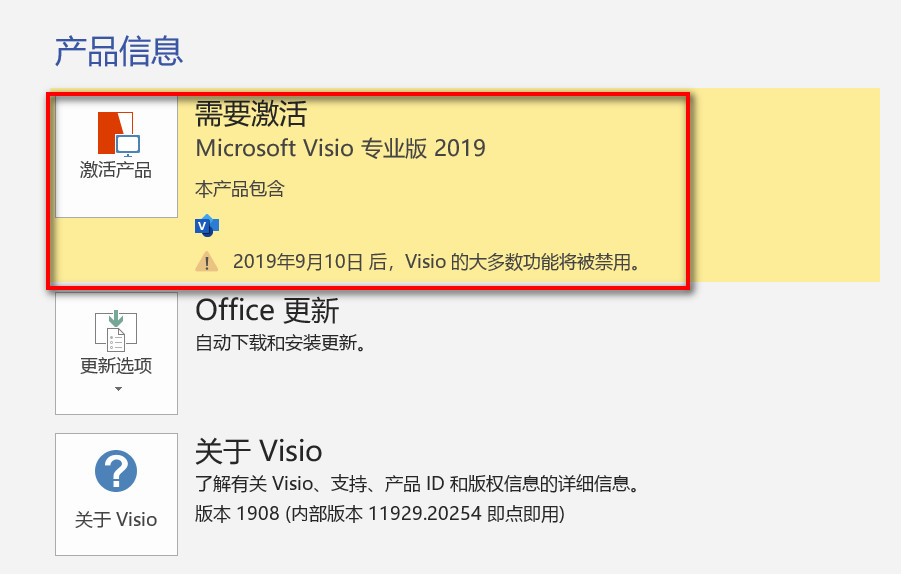 产品信息
需要激活
Microsoft Visio 专业版 2019
激活产品
本产品包含
V
2019年9月10日 后，Visio 的大多数功能将被禁用。
Office 更新
自动下载和安装更新。
更新选项
关于 Visio
了解有关 Visio、支持、产品 ID 和版权信息的详细信息。
版本 1908 (内部版本 11929.20254 即点即用)
关于 Visio